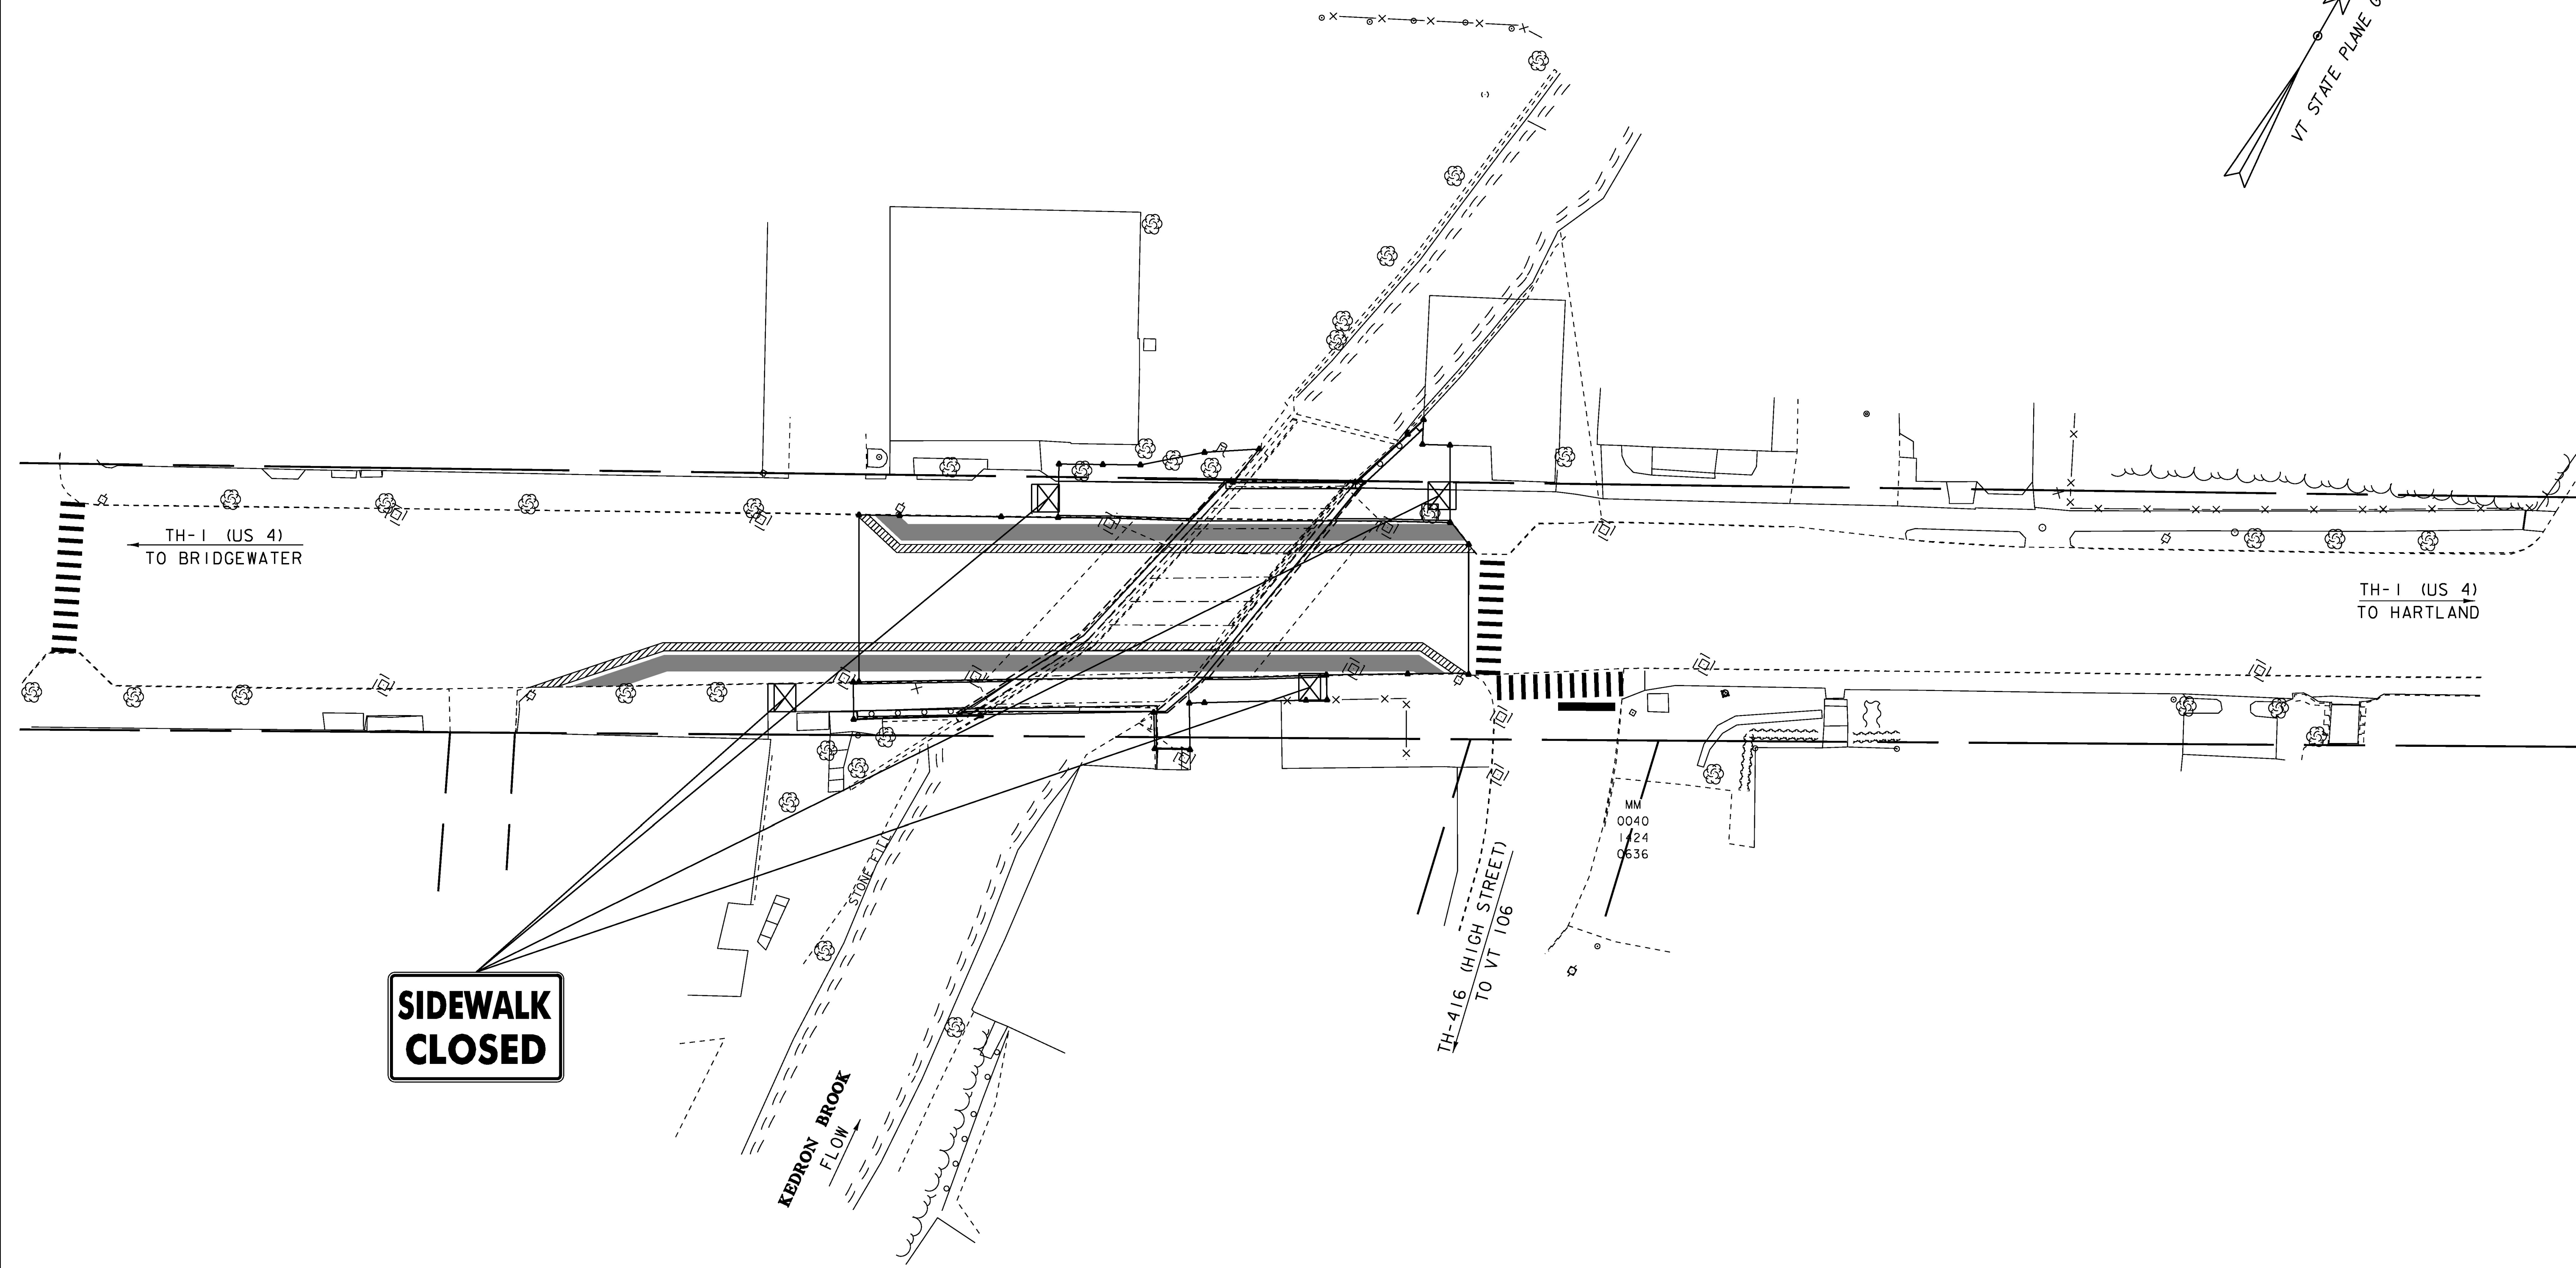 VT STATE PLANE G
TH-1 (US 4)
TO BRIDGEWATER
TH-1 (US 4)
TO HARTLAND
MM
0040
1424
0636
STONE FILL
TH-416 (HIGH STREET)
TO VT 106
SIDEWALK
CLOSED
KEDRON BROOK
FLOW